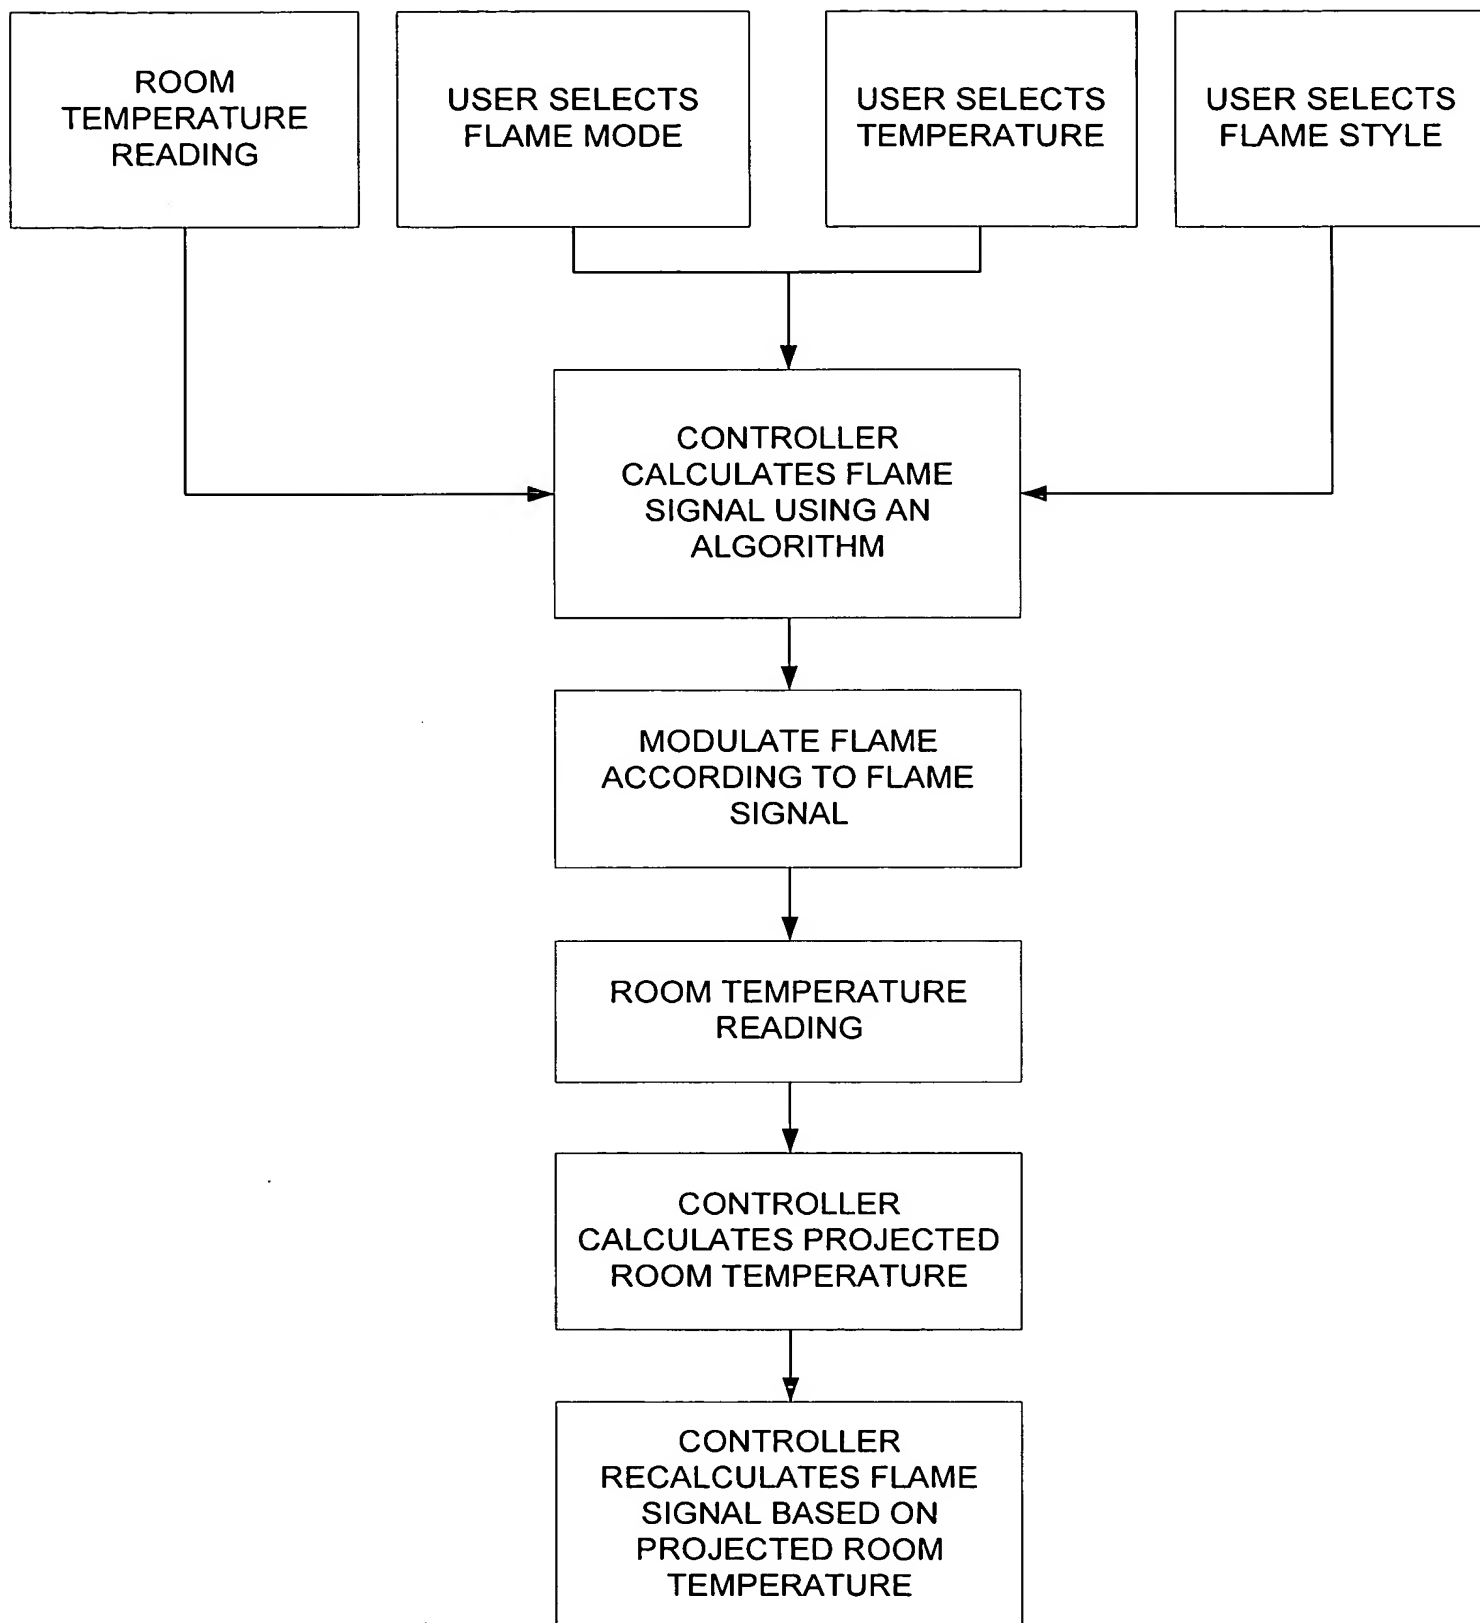 ROOM
TEMPERATURE
READING
USER SELECTS
FLAME MODE
USER SELECTS
TEMPERATURE
USER SELECTS
FLAME STYLE
CONTROLLER
CALCULATES FLAME
SIGNAL USING AN
ALGORITHM
MODULATE FLAME
ACCORDING TO FLAME
SIGNAL
ROOM TEMPERATURE
READING
CONTROLLER
CALCULATES PROJECTED
ROOM TEMPERATURE
CONTROLLER
RECALCULATES FLAME
SIGNAL BASED ON
PROJECTED ROOM
TEMPERATURE